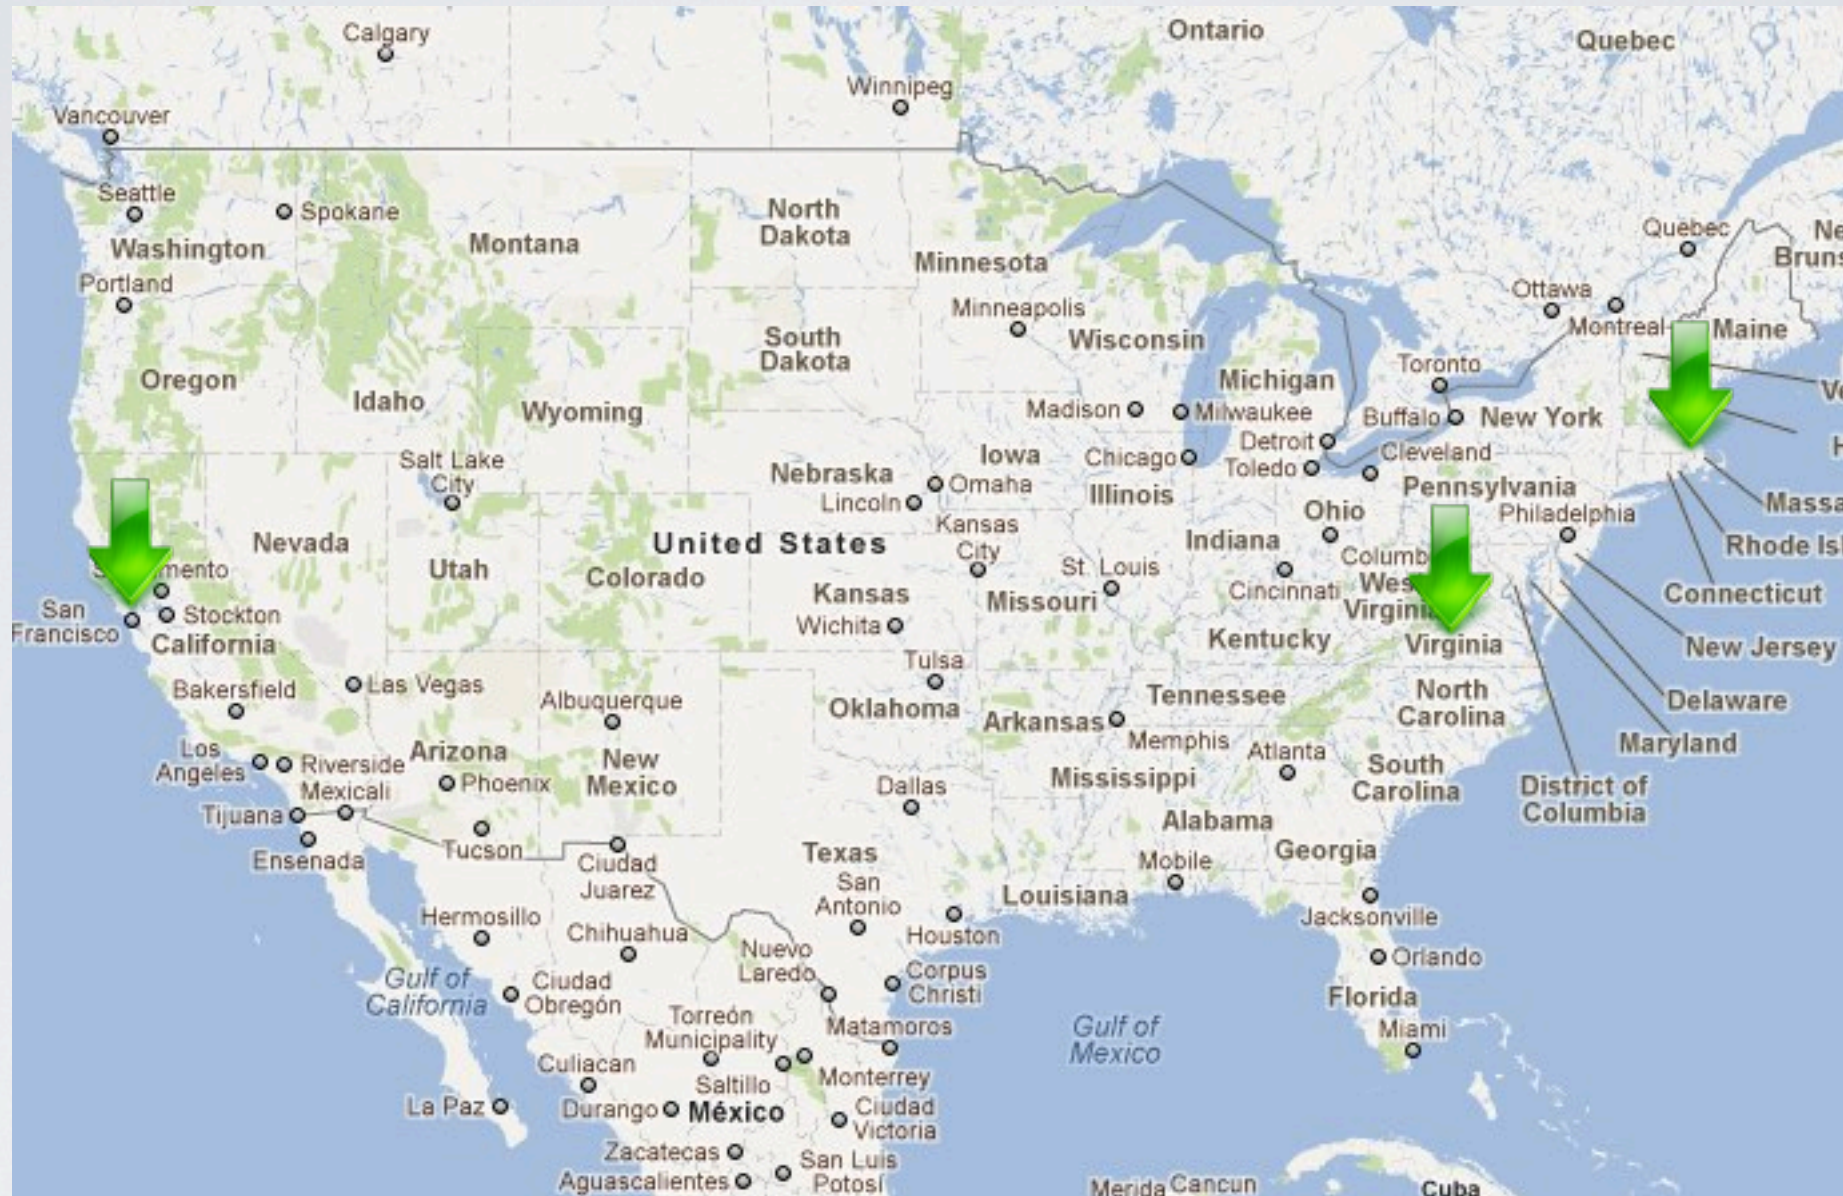 Calgary
Ontario
Quebec
Winnipeg
Vancouver
Seattle
Spokane
North
Dakota
Quebec
Washington
Montana
Minnesota
Portland
Ottawa
Minneapolis
Montreal
Maine
South
Dakota
Wisconsin
Toronto
Oregon
Michigan
Idaho
Wyoming
Madison
Milwaukee
Buffalo
New York
Detroit
Cleveland
Salt Lake
City
Iowa
Chicago
Toledo
Nebraska
Omaha
Illinois
Pennsylvania
Lincoln
Ohio
Philadelphia
Kansas
City
Nevada
United States
Indiana
Rhode
Utah
Colorado
St. Louis
Cincinnati
Kansas
Missouri
Connecticut
San
Francisco
Stockton
California
Wichita
Kentucky
Virginia
Virginia
New Jersey
Tulsa
Las Vegas
Bakersfield
Albuquerque
Oklahoma
Tennessee
North
Carolina
Delaware
Arkansas
Memphis
Maryland
Los
Angeles
Riverside
Arizona
New
Mexico
Atlanta
Mexicali
Phoenix
Dallas
Mississippi
South
Carolina
District of
Columbia
Tijuana
Alabama
Ensenada
Tucson
Ciudad
Juarez
Texas
Mobile
Georgia
San
Antonio
Louisiana
Jacksonville
Hermosillo
Chihuahua
Nuevo
Laredo
Houston
Orlando
Gulf of
California
Ciudad
Obregón
Corpus
Christi
Florida
Torreón
Municipality
Matamoros
Gulf of
Mexico
Miami
Culiacan
Saltillo
Monterrey
La Paz
Durango
México
Ciudad
Victoria
Zacatecas
San Luis
Potosí
Aguascalientes
Merida
Cancun
Cuba